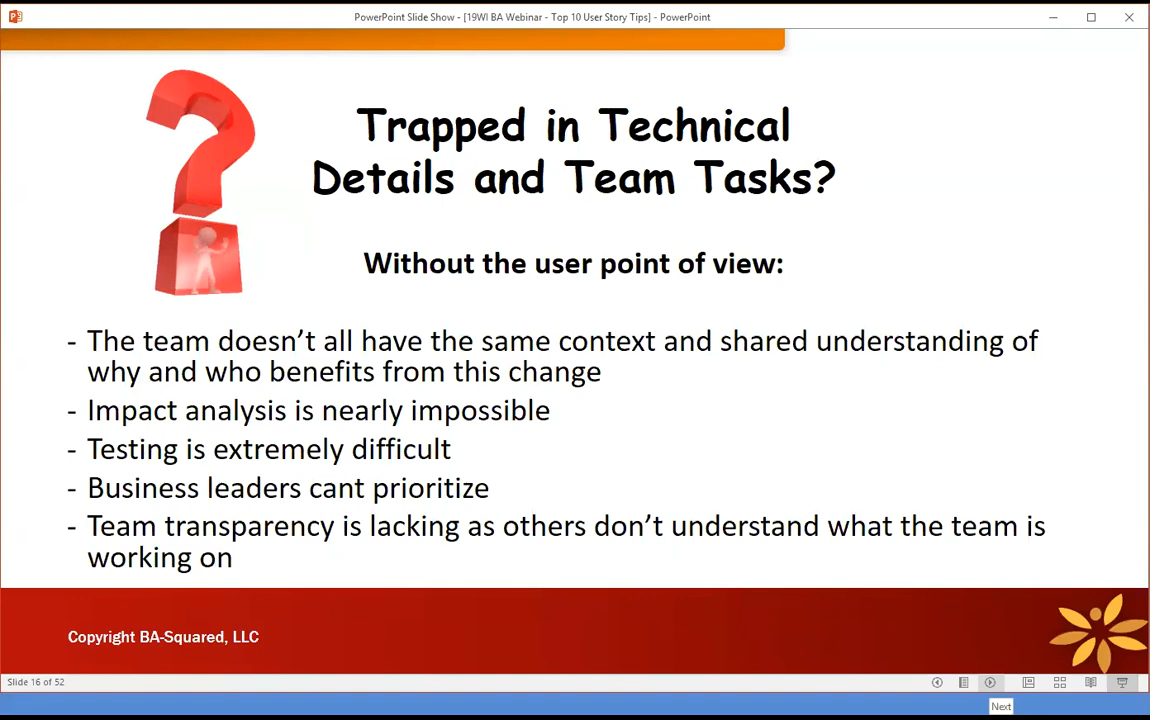 PowerPoint Slide Show - [19WI BA Webinar - Top 10 User Story Tips] - PowerPoint
Trapped in Technical
Details and Team Tasks?
Without the user point of view:
- The team doesn’t all have the same context and shared understanding of
why and who benefits from this change
- Impact analysis is nearly impossible
- Testing is extremely difficult
- Business leaders cant prioritize
- Team transparency is lacking as others don’t understand what the team is
working on
Copyright BA-Squared, LLC
Slide 16 of 52
Next